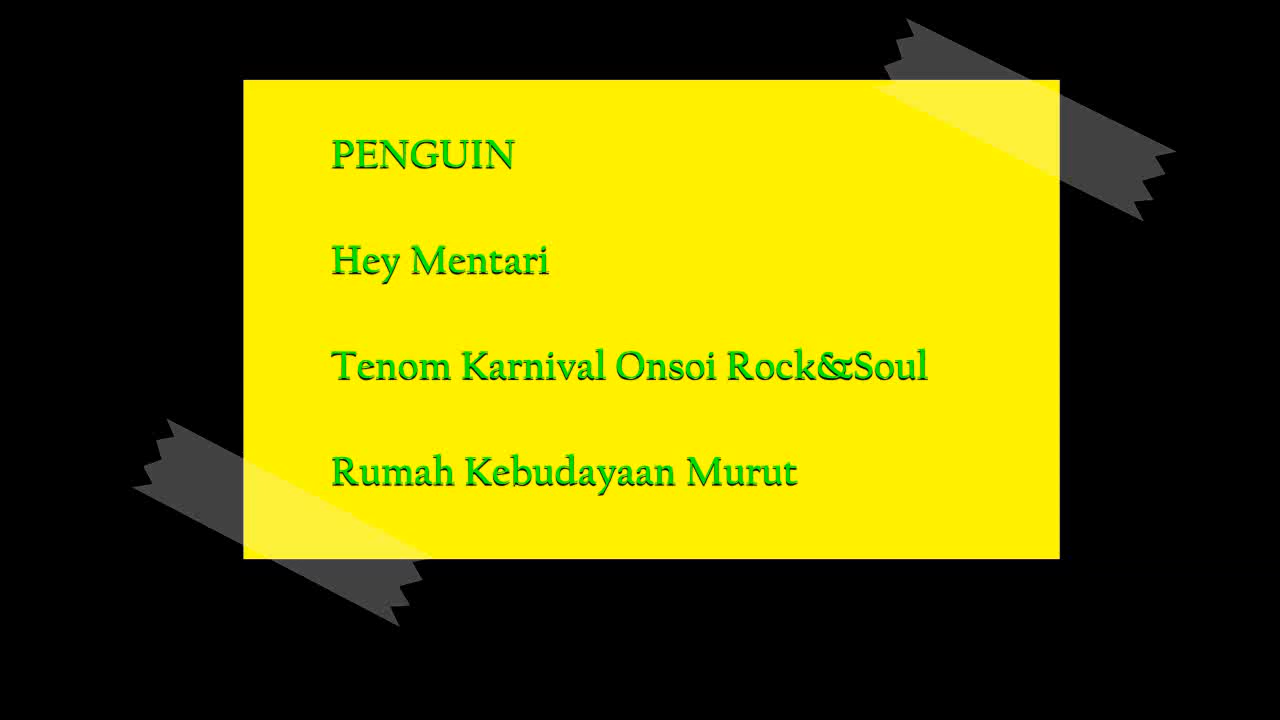 PENGUIN
Hey Mentari
Tenom Karnival Onsoi Rock&Soul
Rumah Kebudayaan Murut